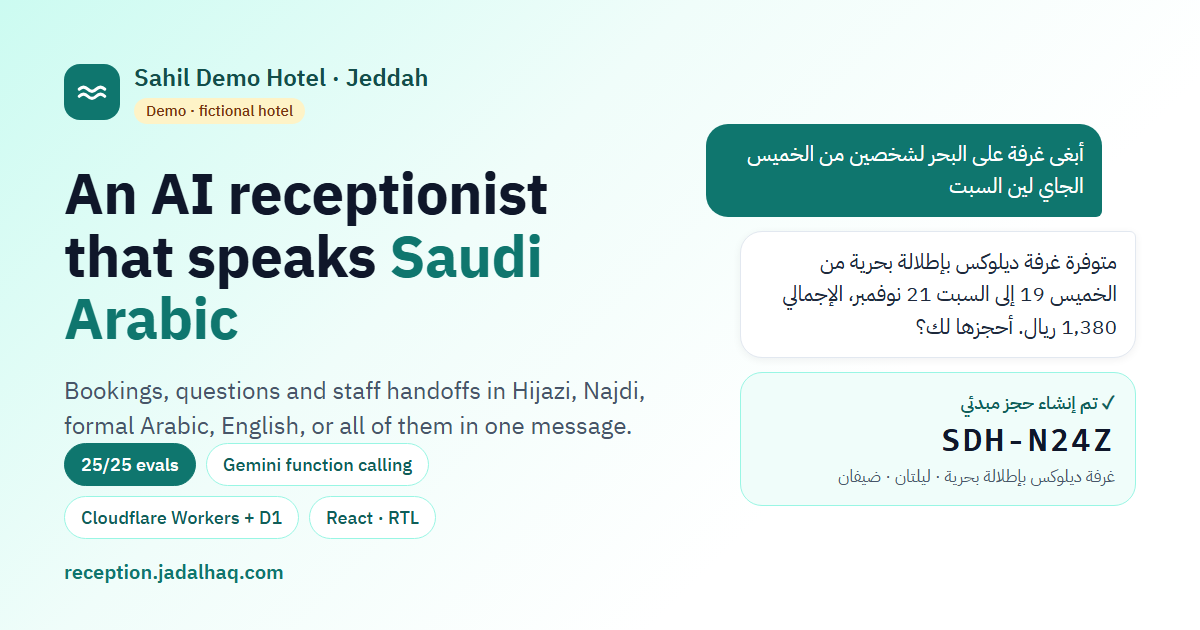 Sahil Demo Hotel · Jeddah
Demo · fictional hotel
An AI receptionist
that speaks Saudi
Arabic
Bookings, questions and staff handoffs in Hijazi, Najdi,
formal Arabic, English, or all of them in one message.
25/25 evals
Gemini function calling
Cloudflare Workers + D1
React · RTL
reception.jadalhaq.com
أبغى غرفة على البحر لشخصين من الخميس
الجاي لين السبت
متوفرة غرفة ديلوكس بإطلالة بحرية من
الخميس 19 إلى السبت 21 نوفمبر، الإجمالي
1,380 ريال. أحجزها لك؟
✓ تم إنشاء حجز مبدئي
SDH-N24Z
غرفة ديلوكس بإطلالة بحرية · ليلتان · ضيفان